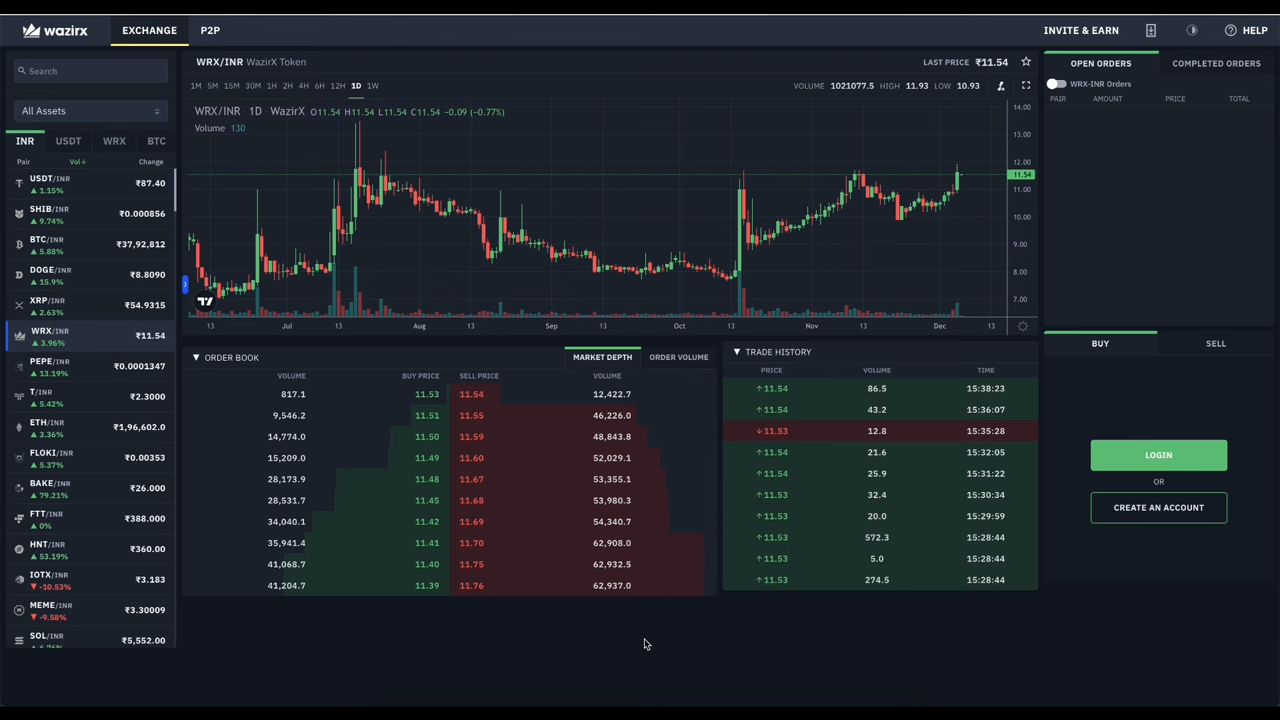 wazirx EXCHANGE P2P INVITE & EARN HELP
Search
All Assets
INR USDT WRX BTC
Pair Vol↓ Change
USDT/INR ₹87.40
▲ 1.15%
SHIB/INR ₹0.000856
▲ 9.74%
BTC/INR ₹37,92,812
▲ 5.88%
DOGE/INR ₹8.8090
▲ 15.9%
XRP/INR ₹54.9315
▲ 2.63%
WRX/INR ₹11.54
▲ 3.96%
PEPE/INR ₹0.0001347
▲ 13.19%
T/INR ₹2.3000
▲ 5.42%
ETH/INR ₹1,96,602.0
▲ 3.36%
FLOKI/INR ₹0.00353
▲ 5.37%
BAKE/INR ₹26.000
▲ 79.21%
FTT/INR ₹388.000
▲ 0%
HNT/INR ₹360.00
▲ 53.19%
IOTX/INR ₹3.183
▼ -10.53%
MEME/INR ₹3.30009
▼ -9.58%
SOL/INR ₹5,552.00
WRX/INR WazirX Token LAST PRICE ₹11.54
1M 5M 15M 30M 1H 2H 4H 6H 12H 1D 1W VOLUME 1021077.5 HIGH 11.93 LOW 10.93
WRX/INR · 1D · WazirX O11.54 H11.54 L11.54 C11.54 -0.09 (-0.77%)
Volume 130
14.00
13.00
12.00
11.54
11.00
10.00
9.00
8.00
7.00
13 Jul 13 Aug 13 Sep 13 Oct 13 Nov 13 Dec 13
▼ ORDER BOOK MARKET DEPTH ORDER VOLUME
VOLUME BUY PRICE SELL PRICE VOLUME
817.1 11.53 11.54 12,422.7
9,546.2 11.51 11.55 46,226.0
14,774.0 11.50 11.59 48,843.8
15,209.0 11.49 11.60 52,029.1
28,173.9 11.48 11.67 53,355.1
28,531.7 11.45 11.68 53,980.3
34,040.1 11.42 11.69 54,340.7
35,941.4 11.41 11.70 62,908.0
41,068.7 11.40 11.75 62,932.5
41,204.7 11.39 11.76 62,937.0
▼ TRADE HISTORY
PRICE VOLUME TIME
↑11.54 86.5 15:38:23
↑11.54 43.2 15:36:07
↓11.53 12.8 15:35:28
↑11.54 21.6 15:32:05
↑11.54 25.9 15:31:22
↑11.53 32.4 15:30:34
↑11.53 20.0 15:29:59
↑11.53 572.3 15:28:44
↑11.53 5.0 15:28:44
↑11.53 274.5 15:28:44
OPEN ORDERS COMPLETED ORDERS
WRX-INR Orders
PAIR AMOUNT PRICE TOTAL
BUY SELL
LOGIN
OR
CREATE AN ACCOUNT